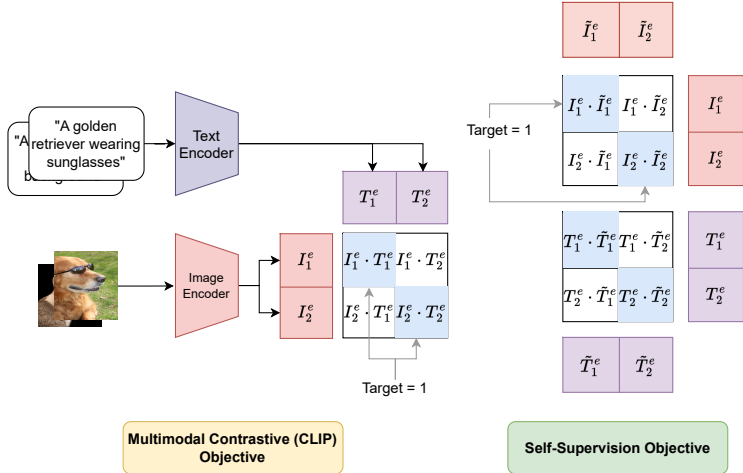 "A
ba
"A golden
retriever wearing
sunglasses"
Text
Encoder
T₁ᵉ T₂ᵉ
Image
Encoder
I₁ᵉ
I₂ᵉ
I₁ᵉ · T₁ᵉ I₁ᵉ · T₂ᵉ
I₂ᵉ · T₁ᵉ I₂ᵉ · T₂ᵉ
Target = 1
Multimodal Contrastive (CLIP)
Objective
Ĩ₁ᵉ Ĩ₂ᵉ
I₁ᵉ · Ĩ₁ᵉ I₁ᵉ · Ĩ₂ᵉ
I₂ᵉ · Ĩ₁ᵉ I₂ᵉ · Ĩ₂ᵉ
I₁ᵉ
I₂ᵉ
Target = 1
T₁ᵉ · T̃₁ᵉ T₁ᵉ · T̃₂ᵉ
T₂ᵉ · T̃₁ᵉ T₂ᵉ · T̃₂ᵉ
T₁ᵉ
T₂ᵉ
T̃₁ᵉ T̃₂ᵉ
Self-Supervision Objective